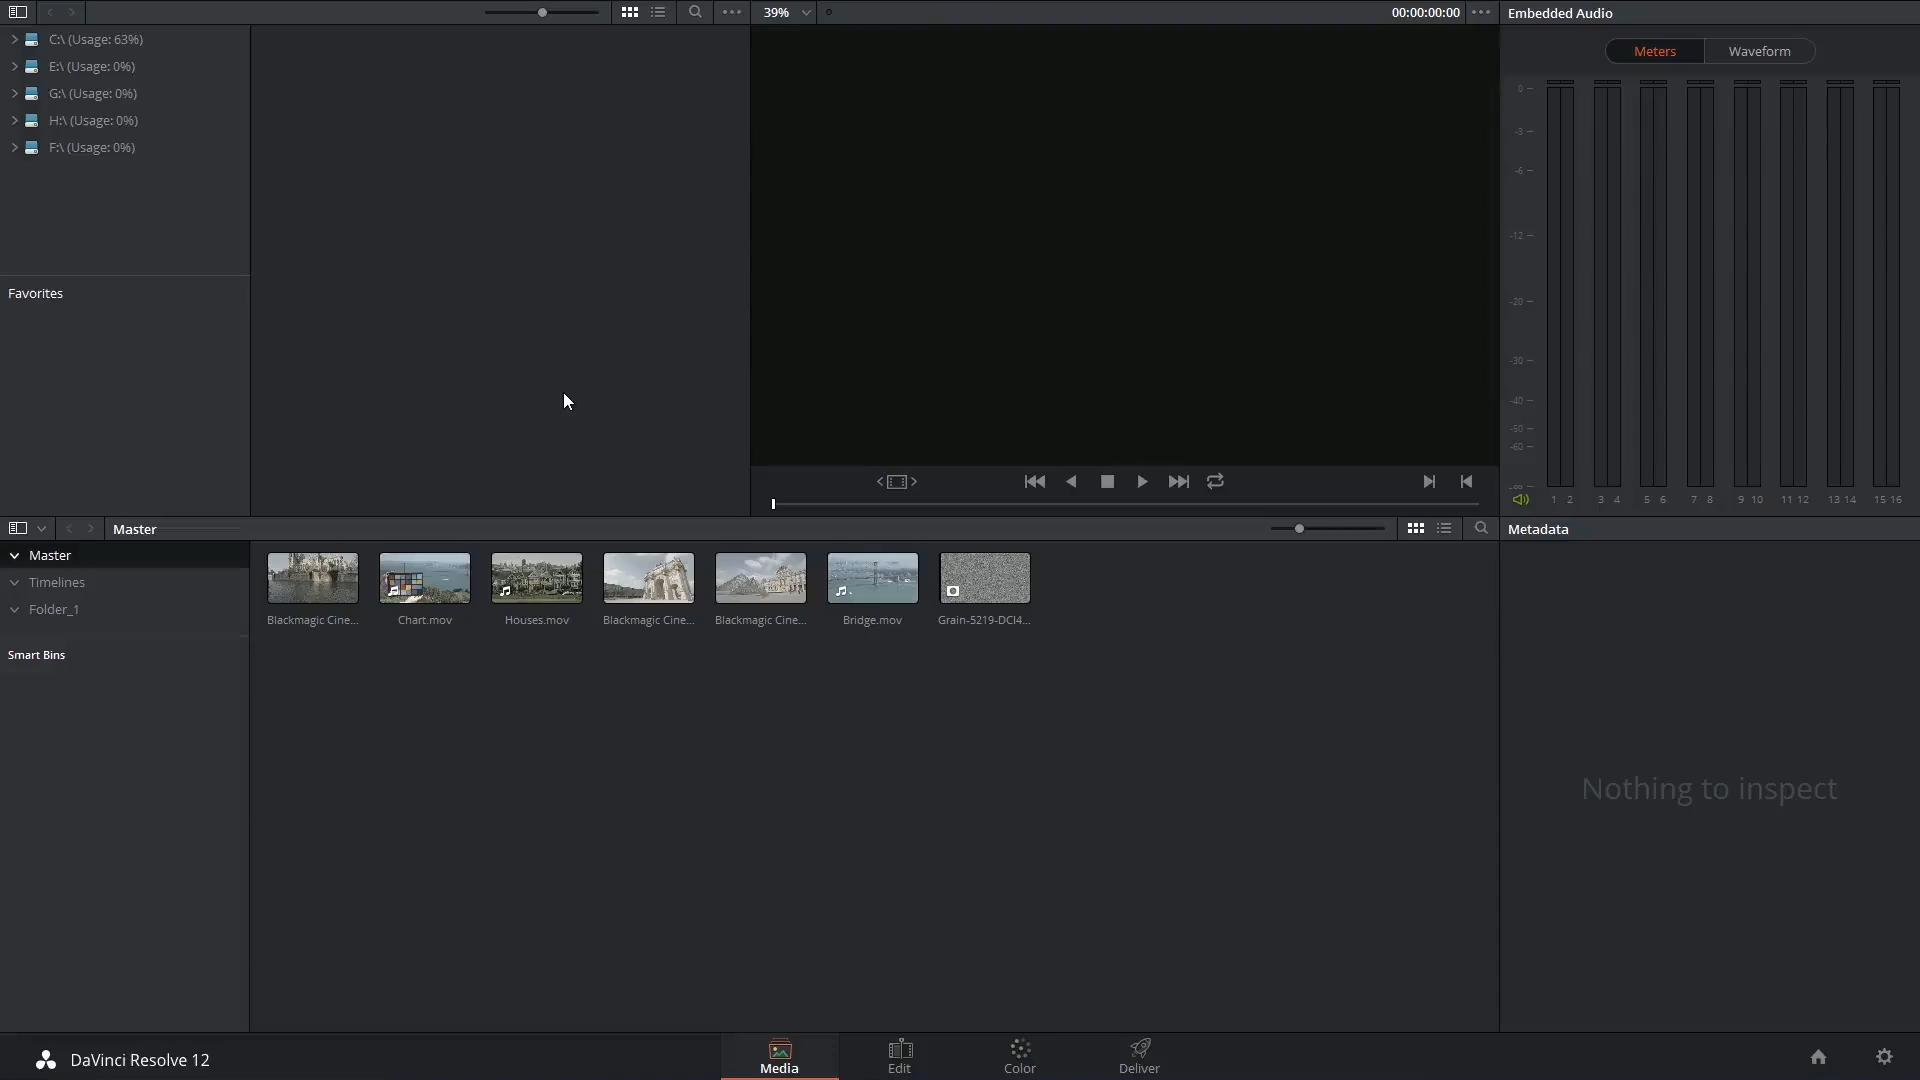 39%
00:00:00:00
Embedded Audio
C:\ (Usage: 63%)
E:\ (Usage: 0%)
G:\ (Usage: 0%)
H:\ (Usage: 0%)
F:\ (Usage: 0%)
Favorites
Meters
Waveform
0
-3
-6
-12
-20
-30
-40
-50
-60
-∞
1 2 3 4 5 6 7 8 9 10 11 12 13 14 15 16
Master
Metadata
Master
Timelines
Folder_1
Smart Bins
Blackmagic Cine...
Chart.mov
Houses.mov
Blackmagic Cine...
Blackmagic Cine...
Bridge.mov
Grain-5219-DCI4...
Nothing to inspect
DaVinci Resolve 12
Media
Edit
Color
Deliver